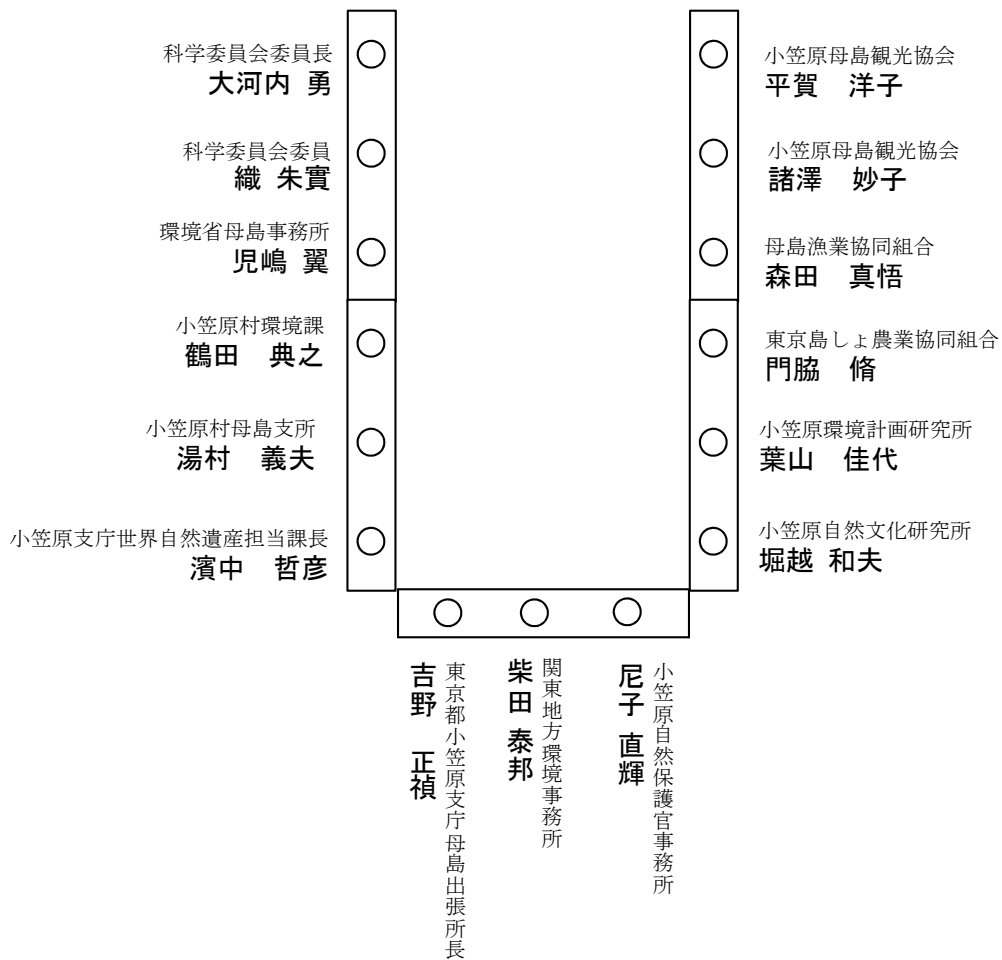 科学委員会委員長
大河内 勇
科学委員会委員
織 朱實
環境省母島事務所
児嶋 翼
小笠原村環境課
鶴田 典之
小笠原村母島支所
湯村 義夫
小笠原支庁世界自然遺産担当課長
濱中 哲彦
小笠原母島観光協会
平賀 洋子
小笠原母島観光協会
諸澤 妙子
母島漁業協同組合
森田 真悟
東京島しょ農業協同組合
門脇 脩
小笠原環境計画研究所
葉山 佳代
小笠原自然文化研究所
堀越 和夫
小笠原自然保護官事務所
尼子 直輝
関東地方環境事務所
柴田 泰邦
東京都小笠原支庁母島出張所長
吉野 正禎